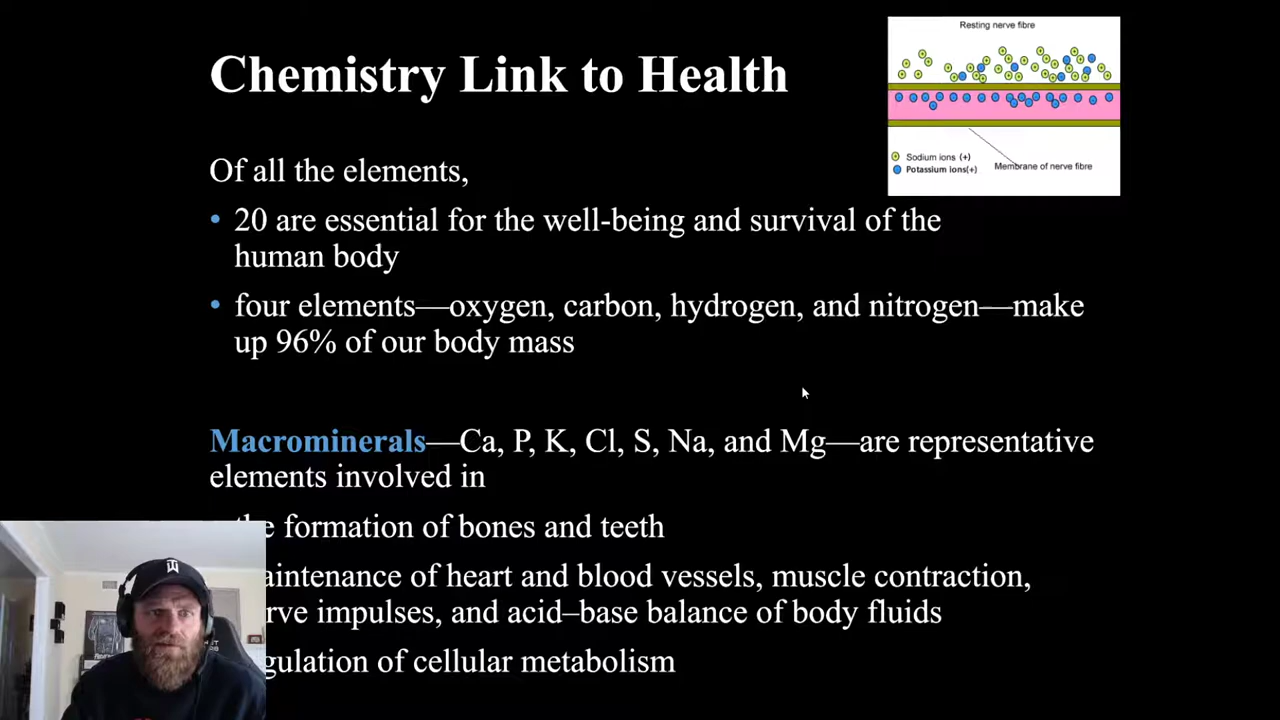 Resting nerve fibre
Chemistry Link to Health
Sodium ions (+)
Potassium ions(+)
Membrane of nerve fibre
Of all the elements,
• 20 are essential for the well-being and survival of the
human body
• four elements—oxygen, carbon, hydrogen, and nitrogen—make
up 96% of our body mass
Macrominerals—Ca, P, K, Cl, S, Na, and Mg—are representative
elements involved in
formation of bones and teeth
of heart and blood vessels, muscle contraction,
impulses, and acid–base balance of body fluids
of cellular metabolism